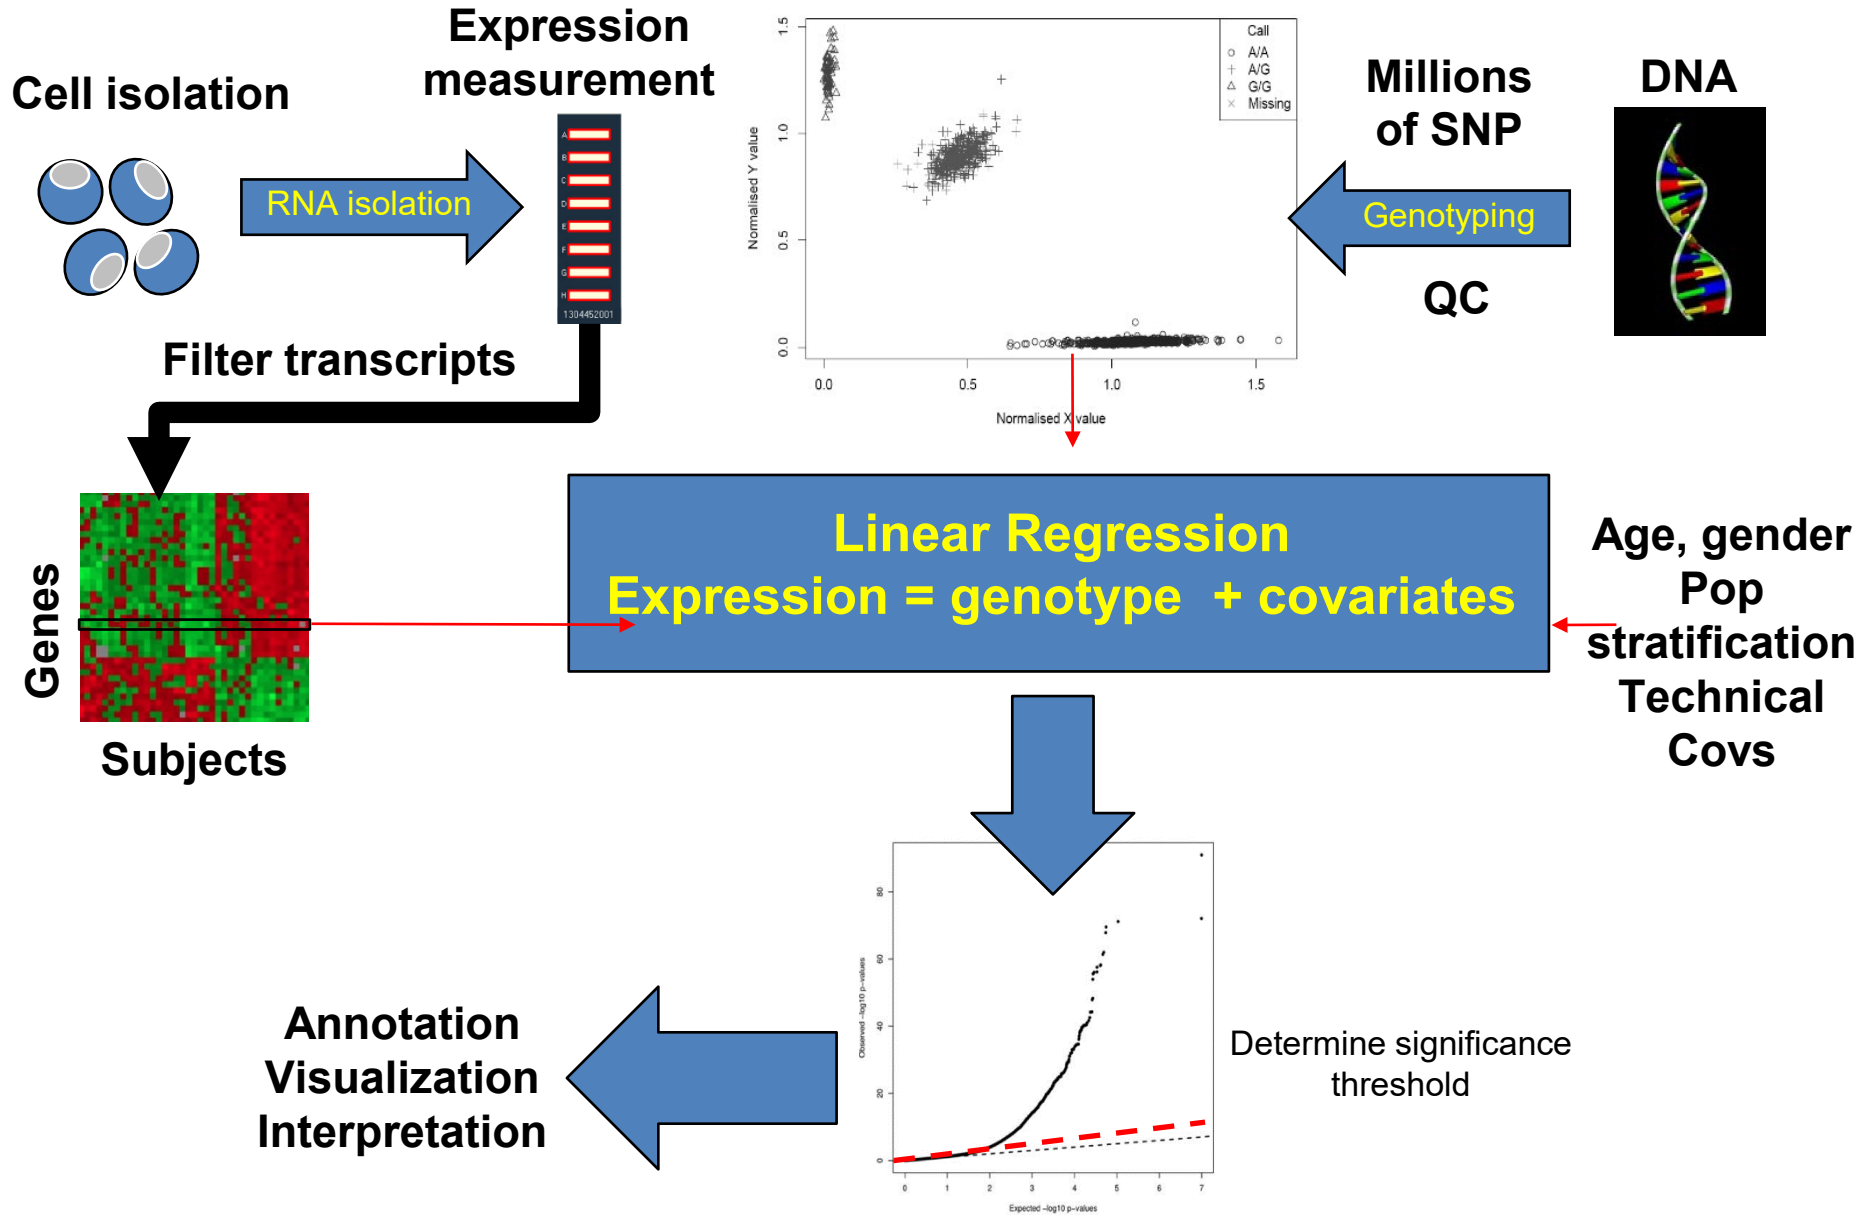 Cell isolation
RNA isolation
Expression
measurement
A
B
C
D
E
F
G
H
1304452001
Filter transcripts
Normalised Y value
1.5
1.0
0.5
0.0
0.0
0.5
1.0
1.5
Normalised X value
Call
A/A
A/G
G/G
Missing
Millions
of SNP
Genotyping
QC
DNA
Genes
Subjects
Linear Regression
Expression = genotype + covariates
Age, gender
Pop
stratification
Technical
Covs
Observed -log10 p-values
80
60
40
20
0
0
1
2
3
4
5
6
7
Expected -log10 p-values
Determine significance
threshold
Annotation
Visualization
Interpretation